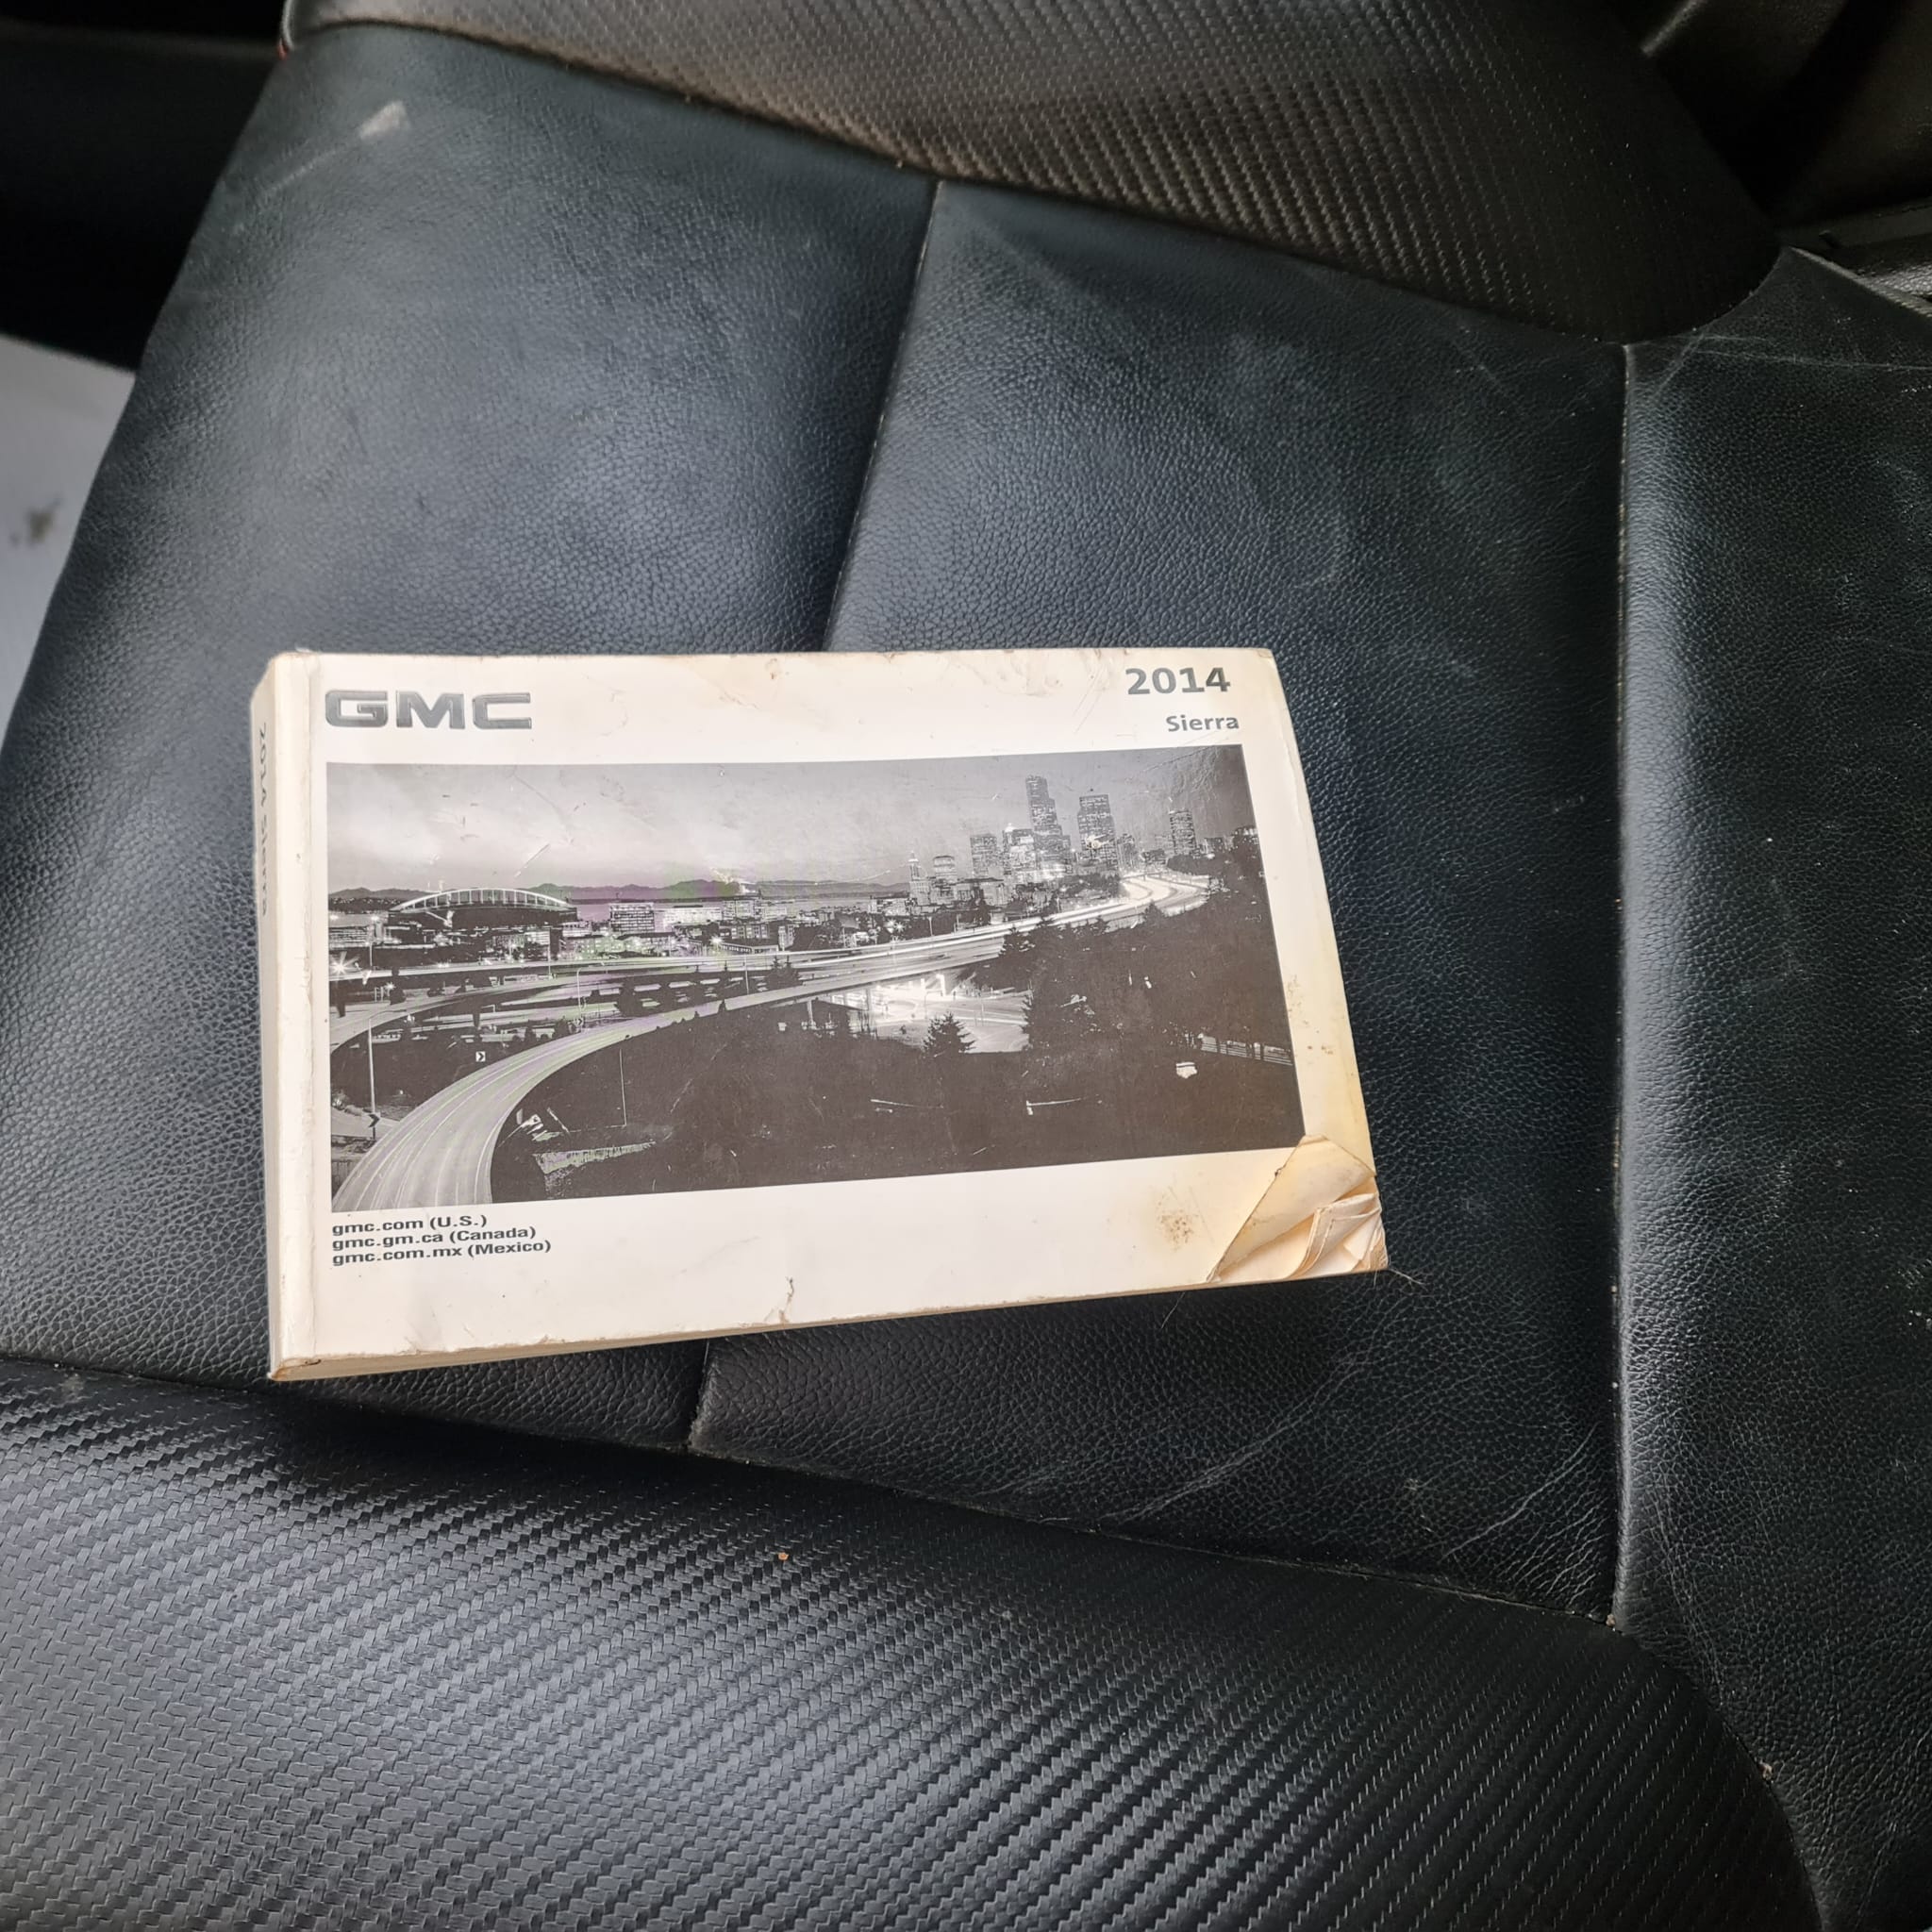 GMC
2014
Sierra
gmc.com (U.S.)
gmc.gm.ca (Canada)
gmc.com.mx (Mexico)
2014 Sierra